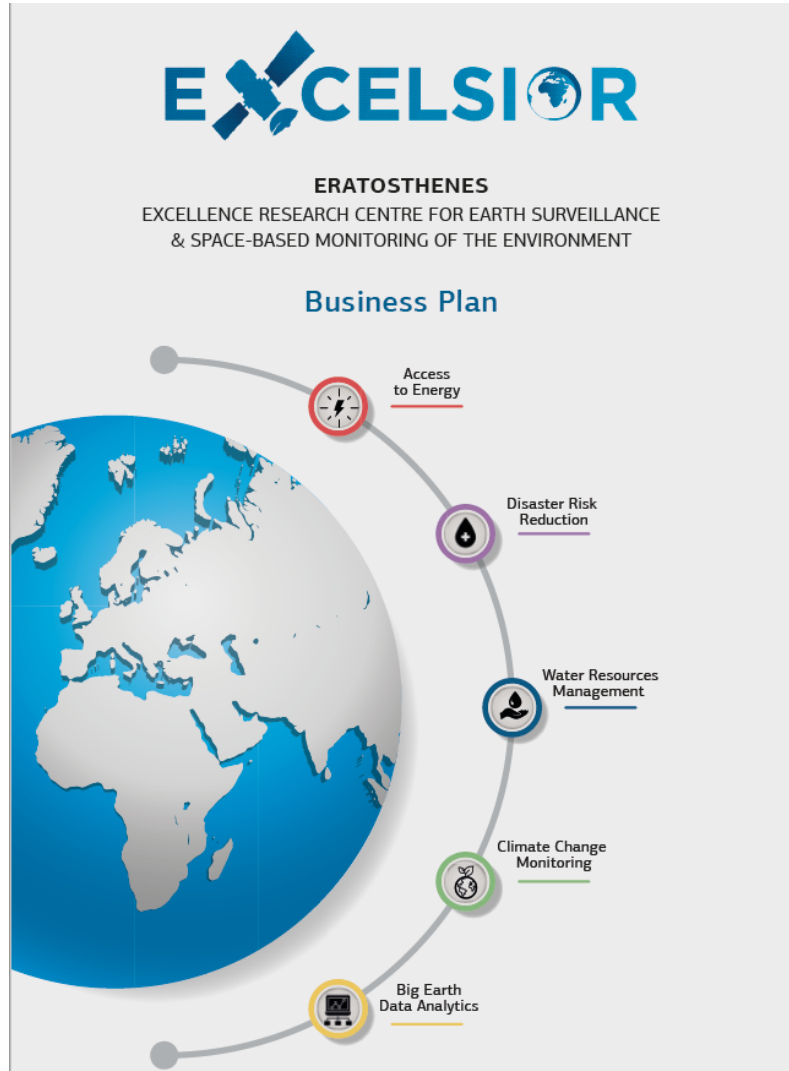 EXCELSIOR
ERATOSTHENES
EXCELLENCE RESEARCH CENTRE FOR EARTH SURVEILLANCE
& SPACE-BASED MONITORING OF THE ENVIRONMENT
Business Plan
Access
to Energy
Disaster Risk
Reduction
Water Resources
Management
Climate Change
Monitoring
Big Earth
Data Analytics